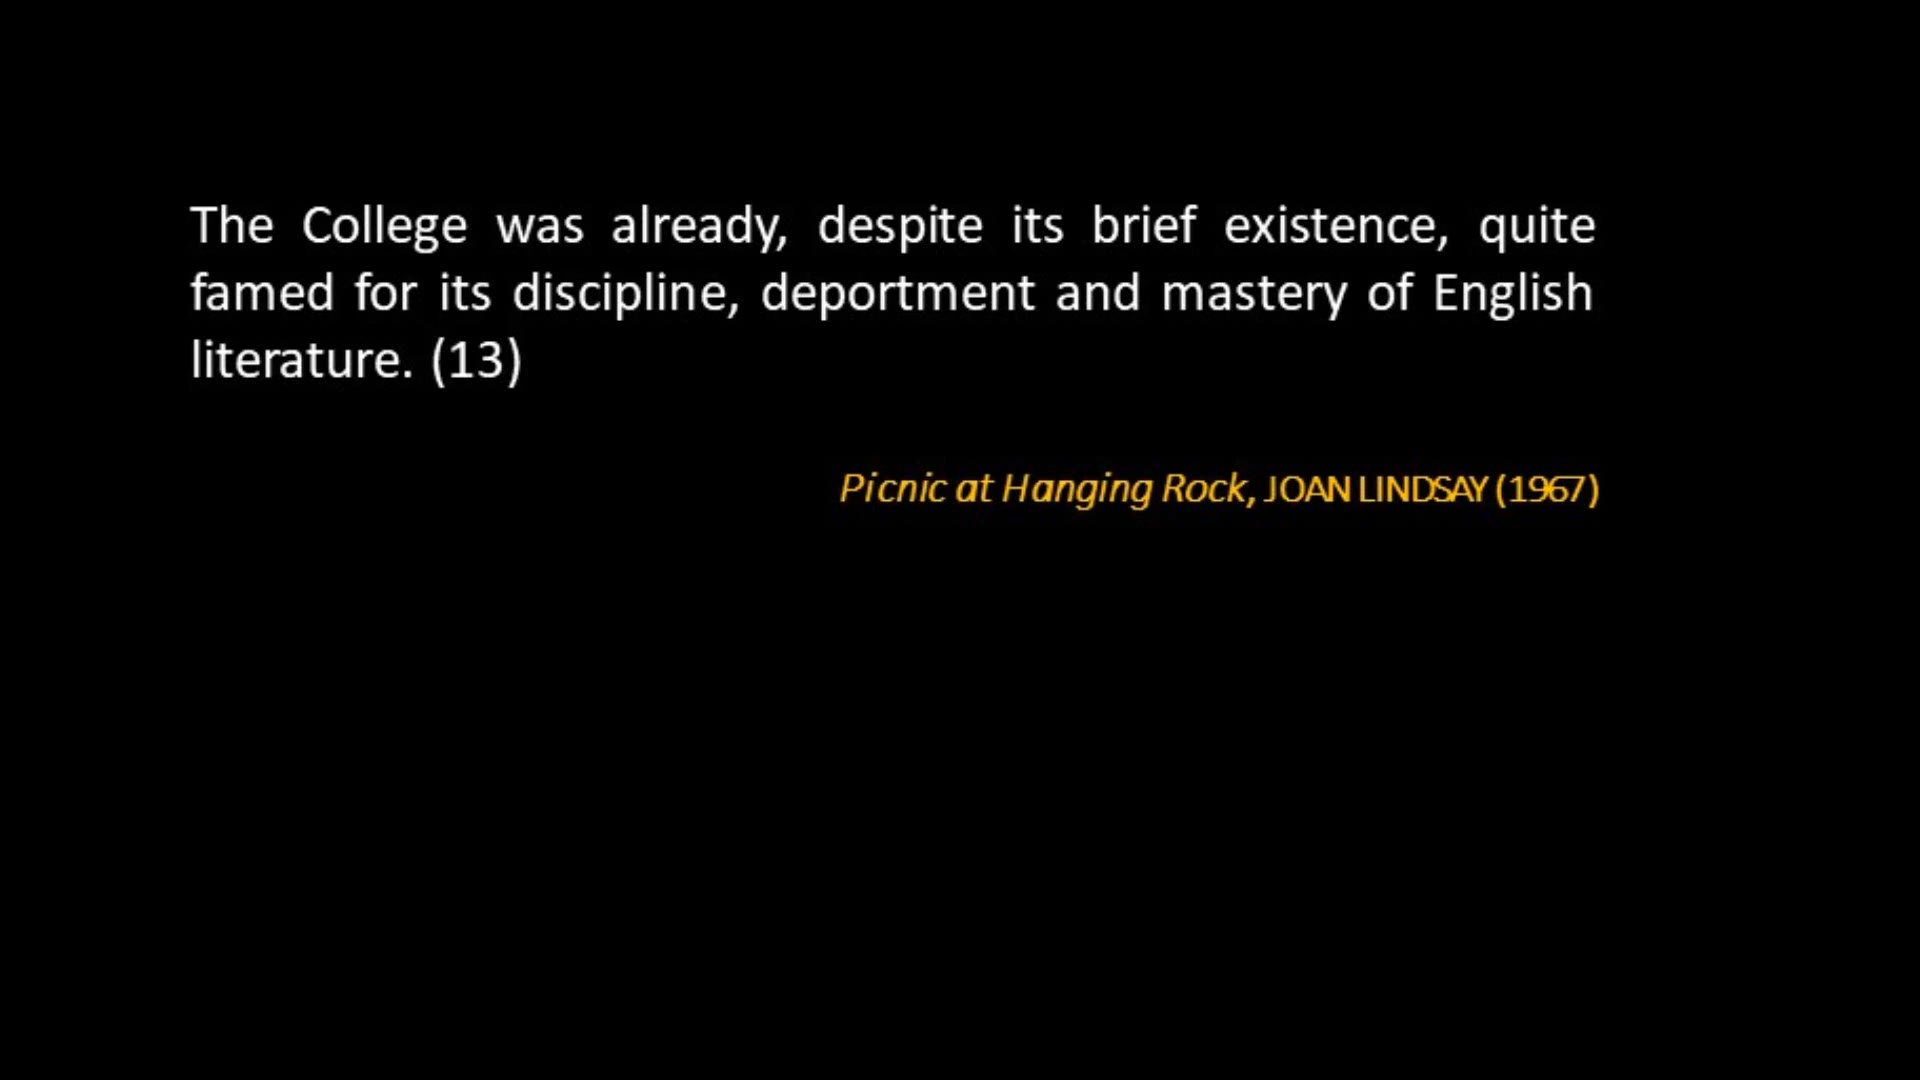 The College was already, despite its brief existence, quite
famed for its discipline, deportment and mastery of English
literature. (13)
Picnic at Hanging Rock, JOAN LINDSAY (1967)